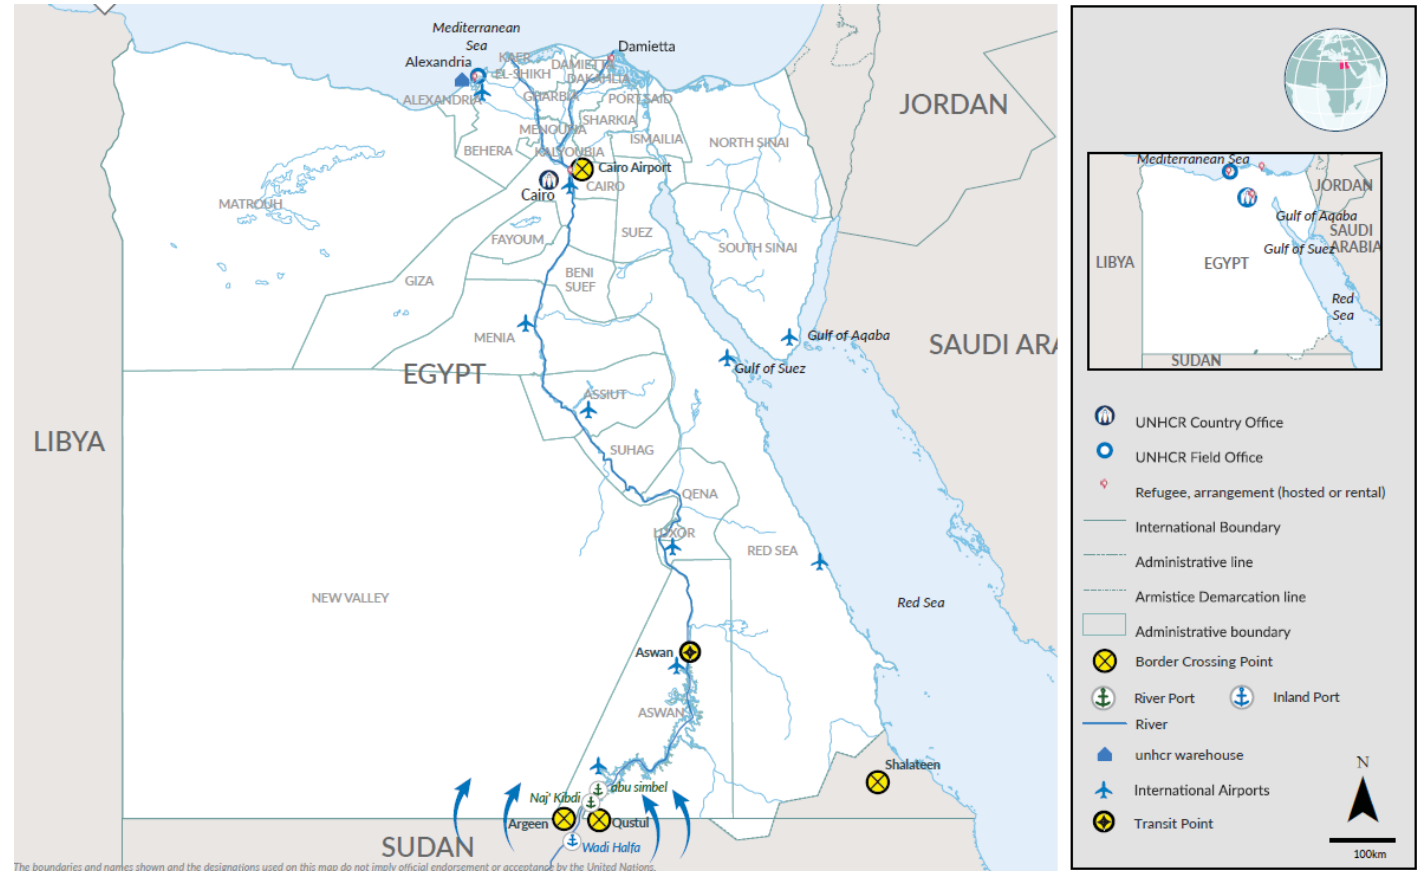 Mediterranean
Sea
Damietta
Alexandria
KAFR
EL-SHIKH
DAMIETTA
DAKAHLIA
ALEXANDRIA
GHARBIA
PORT SAID
SHARKIA
MENOUFIA
ISMAILIA
NORTH SINAI
BEHERA
KALYOUBIA
Cairo Airport
CAIRO
Cairo
MATROUH
FAYOUM
SUEZ
SOUTH SINAI
GIZA
BENI
SUEF
MENIA
Gulf of Aqaba
Gulf of Suez
EGYPT
JORDAN
SAUDI ARA
LIBYA
ASSIUT
SUHAG
QENA
LUXOR
RED SEA
NEW VALLEY
Red Sea
Aswan
ASWAN
Shalateen
abu simbel
Naj' Kibdi
Argeen
Qustul
Wadi Halfa
SUDAN
The boundaries and names shown and the designations used on this map do not imply official endorsement or acceptance by the United Nations.
Mediterranean Sea
JORDAN
Gulf of Aqaba
SAUDI
ARABIA
Gulf of Suez
LIBYA
EGYPT
Red
Sea
SUDAN
UNHCR Country Office
UNHCR Field Office
Refugee, arrangement (hosted or rental)
International Boundary
Administrative line
Armistice Demarcation line
Administrative boundary
Border Crossing Point
River Port
Inland Port
River
unhcr warehouse
International Airports
Transit Point
N
100km